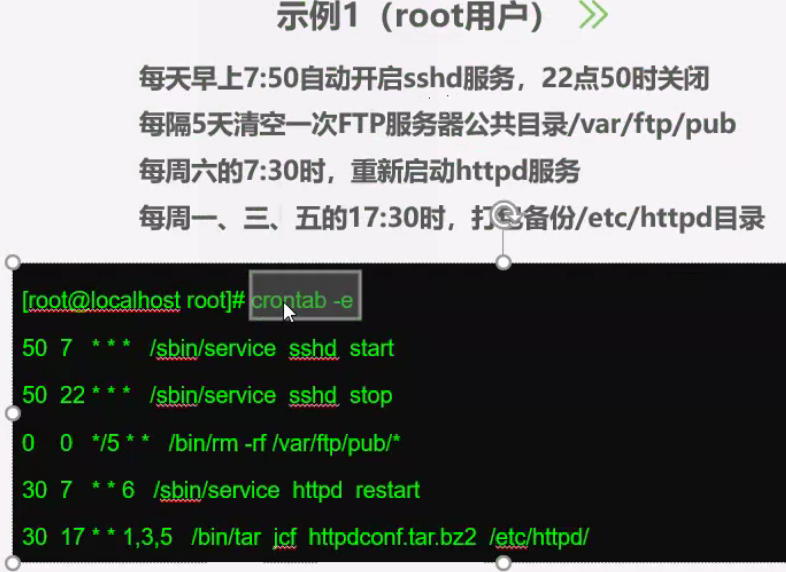 示例1（root用户）
每天早上7:50自动开启sshd服务，22点50时关闭
每隔5天清空一次FTP服务器公共目录/var/ftp/pub
每周六的7:30时，重新启动httpd服务
每周一、三、五的17:30时，打包备份/etc/httpd目录
[root@localhost root]# crontab -e
50 7 * * * /sbin/service sshd start
50 22 * * * /sbin/service sshd stop
0 0 */5 * * /bin/rm -rf /var/ftp/pub/*
30 7 * * 6 /sbin/service httpd restart
30 17 * * 1,3,5 /bin/tar jcf httpdconf.tar.bz2 /etc/httpd/